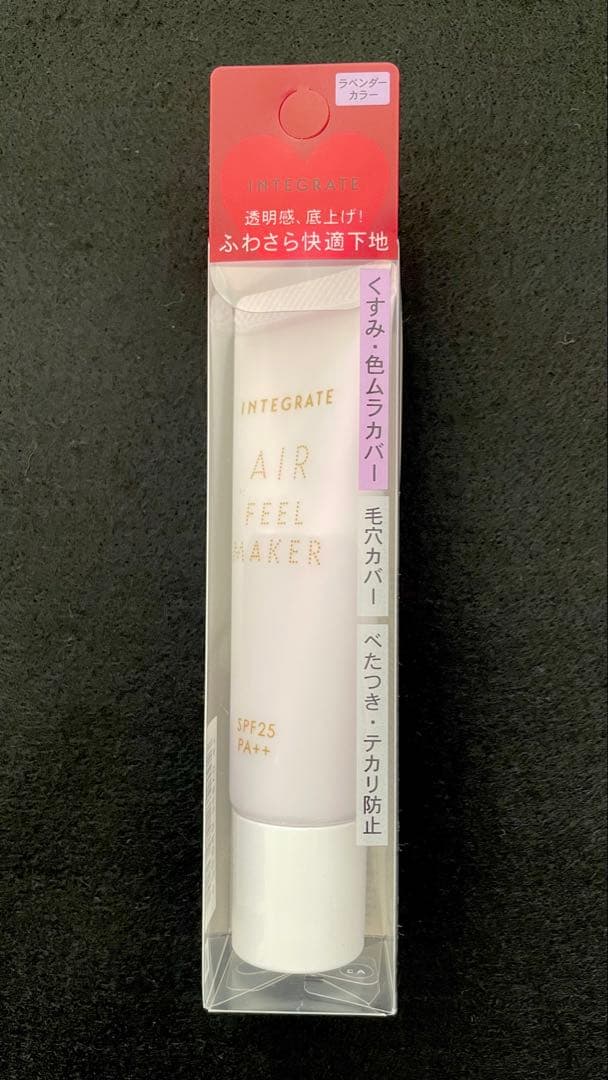 ラベンダー
カラー
INTEGRATE
透明感、底上げ!
ふわさら快適下地
くすみ・色ムラカバー
毛穴カバー
べたつき・テカリ防止
INTEGRATE
AIR
FEEL
MAKER
SPF25
PA++